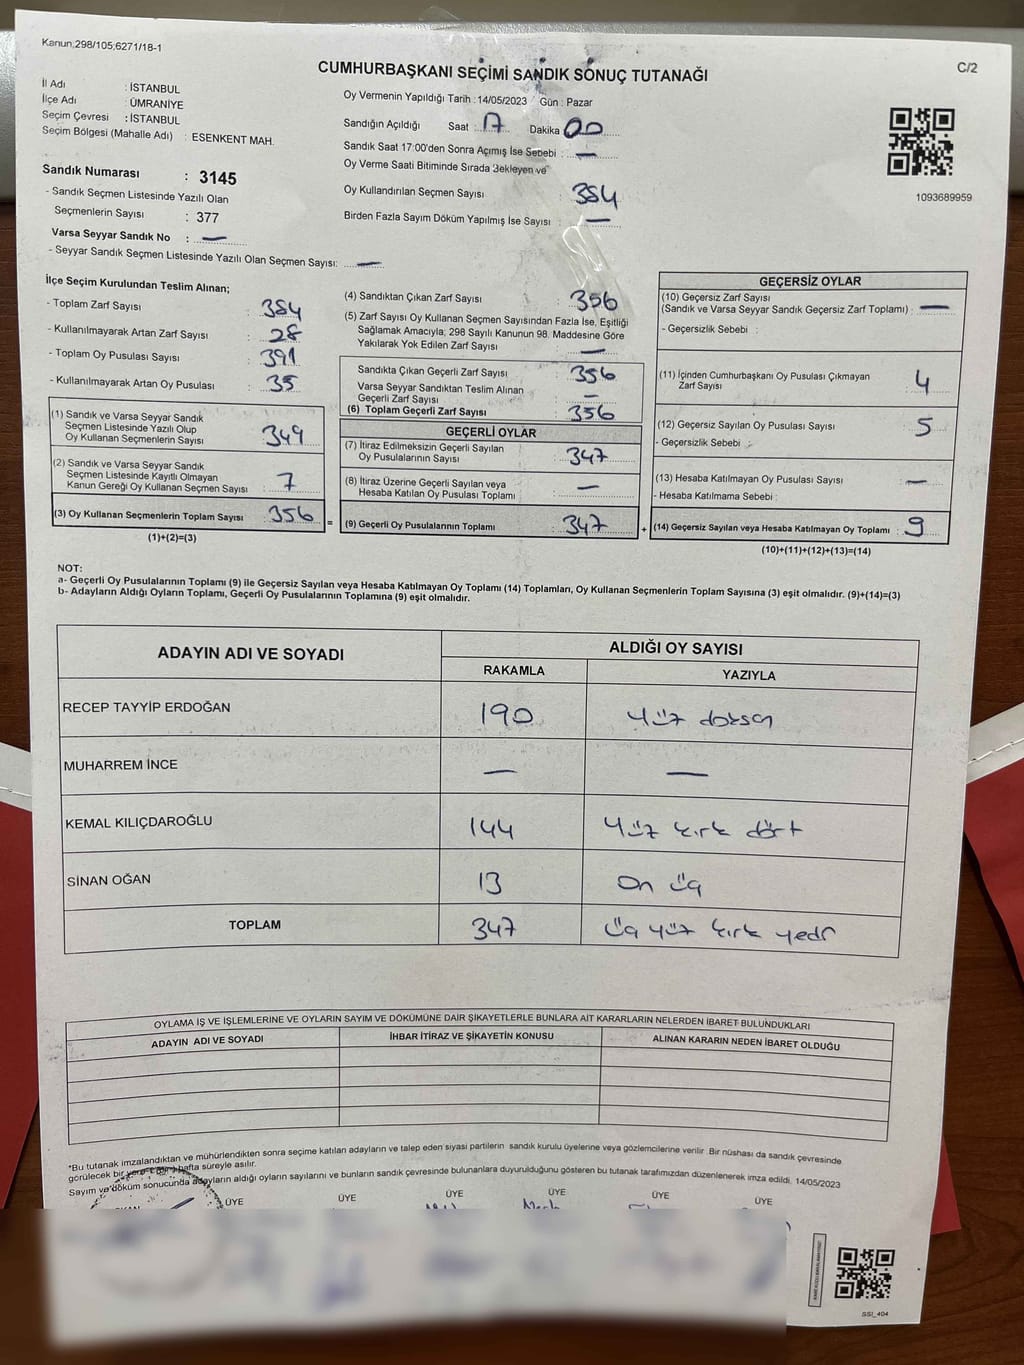 Kanun;298/105,6271/18-1
C/2
CUMHURBAŞKANI SEÇİMİ SANDIK SONUÇ TUTANAĞI
İl Adı : İSTANBUL
İlçe Adı : ÜMRANİYE
Seçim Çevresi : İSTANBUL
Seçim Bölgesi (Mahalle Adı) : ESENKENT MAH.
Oy Vermenin Yapıldığı Tarih :14/05/2023 Gün : Pazar
Sandığın Açıldığı Saat : 17 Dakika 00
Sandık Saat 17:00'den Sonra Açımış İse Sebebi : —
Oy Verme Saati Bitiminde Sırada Bekleyen ve
Oy Kullandırılan Seçmen Sayısı 354
Birden Fazla Sayım Döküm Yapılmış İse Sayısı —
1093689959
Sandık Numarası : 3145
- Sandık Seçmen Listesinde Yazılı Olan
Seçmenlerin Sayısı : 377
Varsa Seyyar Sandık No : —
- Seyyar Sandık Seçmen Listesinde Yazılı Olan Seçmen Sayısı: —
İlçe Seçim Kurulundan Teslim Alınan;
- Toplam Zarf Sayısı : 384
- Kullanılmayarak Artan Zarf Sayısı : 28
- Toplam Oy Pusulası Sayısı : 391
- Kullanılmayarak Artan Oy Pusulası : 35
(1) Sandık ve Varsa Seyyar Sandık
Seçmen Listesinde Yazılı Olup
Oy Kullanan Seçmenlerin Sayısı : 349
(2) Sandık ve Varsa Seyyar Sandık
Seçmen Listesinde Kayıtlı Olmayan
Kanun Gereği Oy Kullanan Seçmen Sayısı : 7
(3) Oy Kullanan Seçmenlerin Toplam Sayısı : 356 =
(1)+(2)=(3)
(4) Sandıktan Çıkan Zarf Sayısı : 356
(5) Zarf Sayısı Oy Kullanan Seçmen Sayısından Fazla İse, Eşitliği
Sağlamak Amacıyla; 298 Sayılı Kanunun 98. Maddesine Göre
Yakılarak Yok Edilen Zarf Sayısı —
Sandıkta Çıkan Geçerli Zarf Sayısı 356
Varsa Seyyar Sandıktan Teslim Alınan
Geçerli Zarf Sayısı —
(6) Toplam Geçerli Zarf Sayısı 356
GEÇERLİ OYLAR
(7) İtiraz Edilmeksizin Geçerli Sayılan
Oy Pusulalarının Sayısı 347
(8) İtiraz Üzerine Geçerli Sayılan veya
Hesaba Katılan Oy Pusulası Toplamı —
(9) Geçerli Oy Pusulalarının Toplamı 347 +
GEÇERSİZ OYLAR
(10) Geçersiz Zarf Sayısı
(Sandık ve Varsa Seyyar Sandık Geçersiz Zarf Toplamı) : —
- Geçersizlik Sebebi :
(11) İçinden Cumhurbaşkanı Oy Pusulası Çıkmayan
Zarf Sayısı 4
(12) Geçersiz Sayılan Oy Pusulası Sayısı : 5
- Geçersizlik Sebebi :
(13) Hesaba Katılmayan Oy Pusulası Sayısı : —
- Hesaba Katılmama Sebebi :
(14) Geçersiz Sayılan veya Hesaba Katılmayan Oy Toplamı : 9
(10)+(11)+(12)+(13)=(14)
NOT:
a- Geçerli Oy Pusulalarının Toplamı (9) ile Geçersiz Sayılan veya Hesaba Katılmayan Oy Toplamı (14) Toplamları, Oy Kullanan Seçmenlerin Toplam Sayısına (3) eşit olmalıdır. (9)+(14)=(3)
b- Adayların Aldığı Oyların Toplamı, Geçerli Oy Pusulalarının Toplamına (9) eşit olmalıdır.
ADAYIN ADI VE SOYADI
ALDIĞI OY SAYISI
RAKAMLA YAZIYLA
RECEP TAYYİP ERDOĞAN 190 yüz doksan
MUHARREM İNCE — —
KEMAL KILIÇDAROĞLU 144 yüz kırk dört
SİNAN OĞAN 13 on üç
TOPLAM 347 üç yüz kırk yedi
OYLAMA İŞ VE İŞLEMLERİNE VE OYLARIN SAYIM VE DÖKÜMÜNE DAİR ŞİKAYETLERLE BUNLARA AİT KARARLARIN NELERDEN İBARET BULUNDUKLARI
ADAYIN ADI VE SOYADI İHBAR İTİRAZ VE ŞİKAYETİN KONUSU ALINAN KARARIN NEDEN İBARET OLDUĞU
*Bu tutanak imzalandıktan ve mühürlendikten sonra seçime katılan adayların ve talep eden siyasi partilerin sandık kurulu üyelerine veya gözlemcilerine verilir. Bir nüshası da sandık çevresinde
görülecek bir yere (bir) hafta süreyle asılır.
Sayım ve döküm sonucunda adayların aldığı oyların sayılarını ve bunların sandık çevresinde bulunanlara duyurulduğunu gösteren bu tutanak tarafımızdan düzenlenerek imza edildi. 14/05/2023
ÜYE ÜYE ÜYE ÜYE ÜYE ÜYE
SSI_404